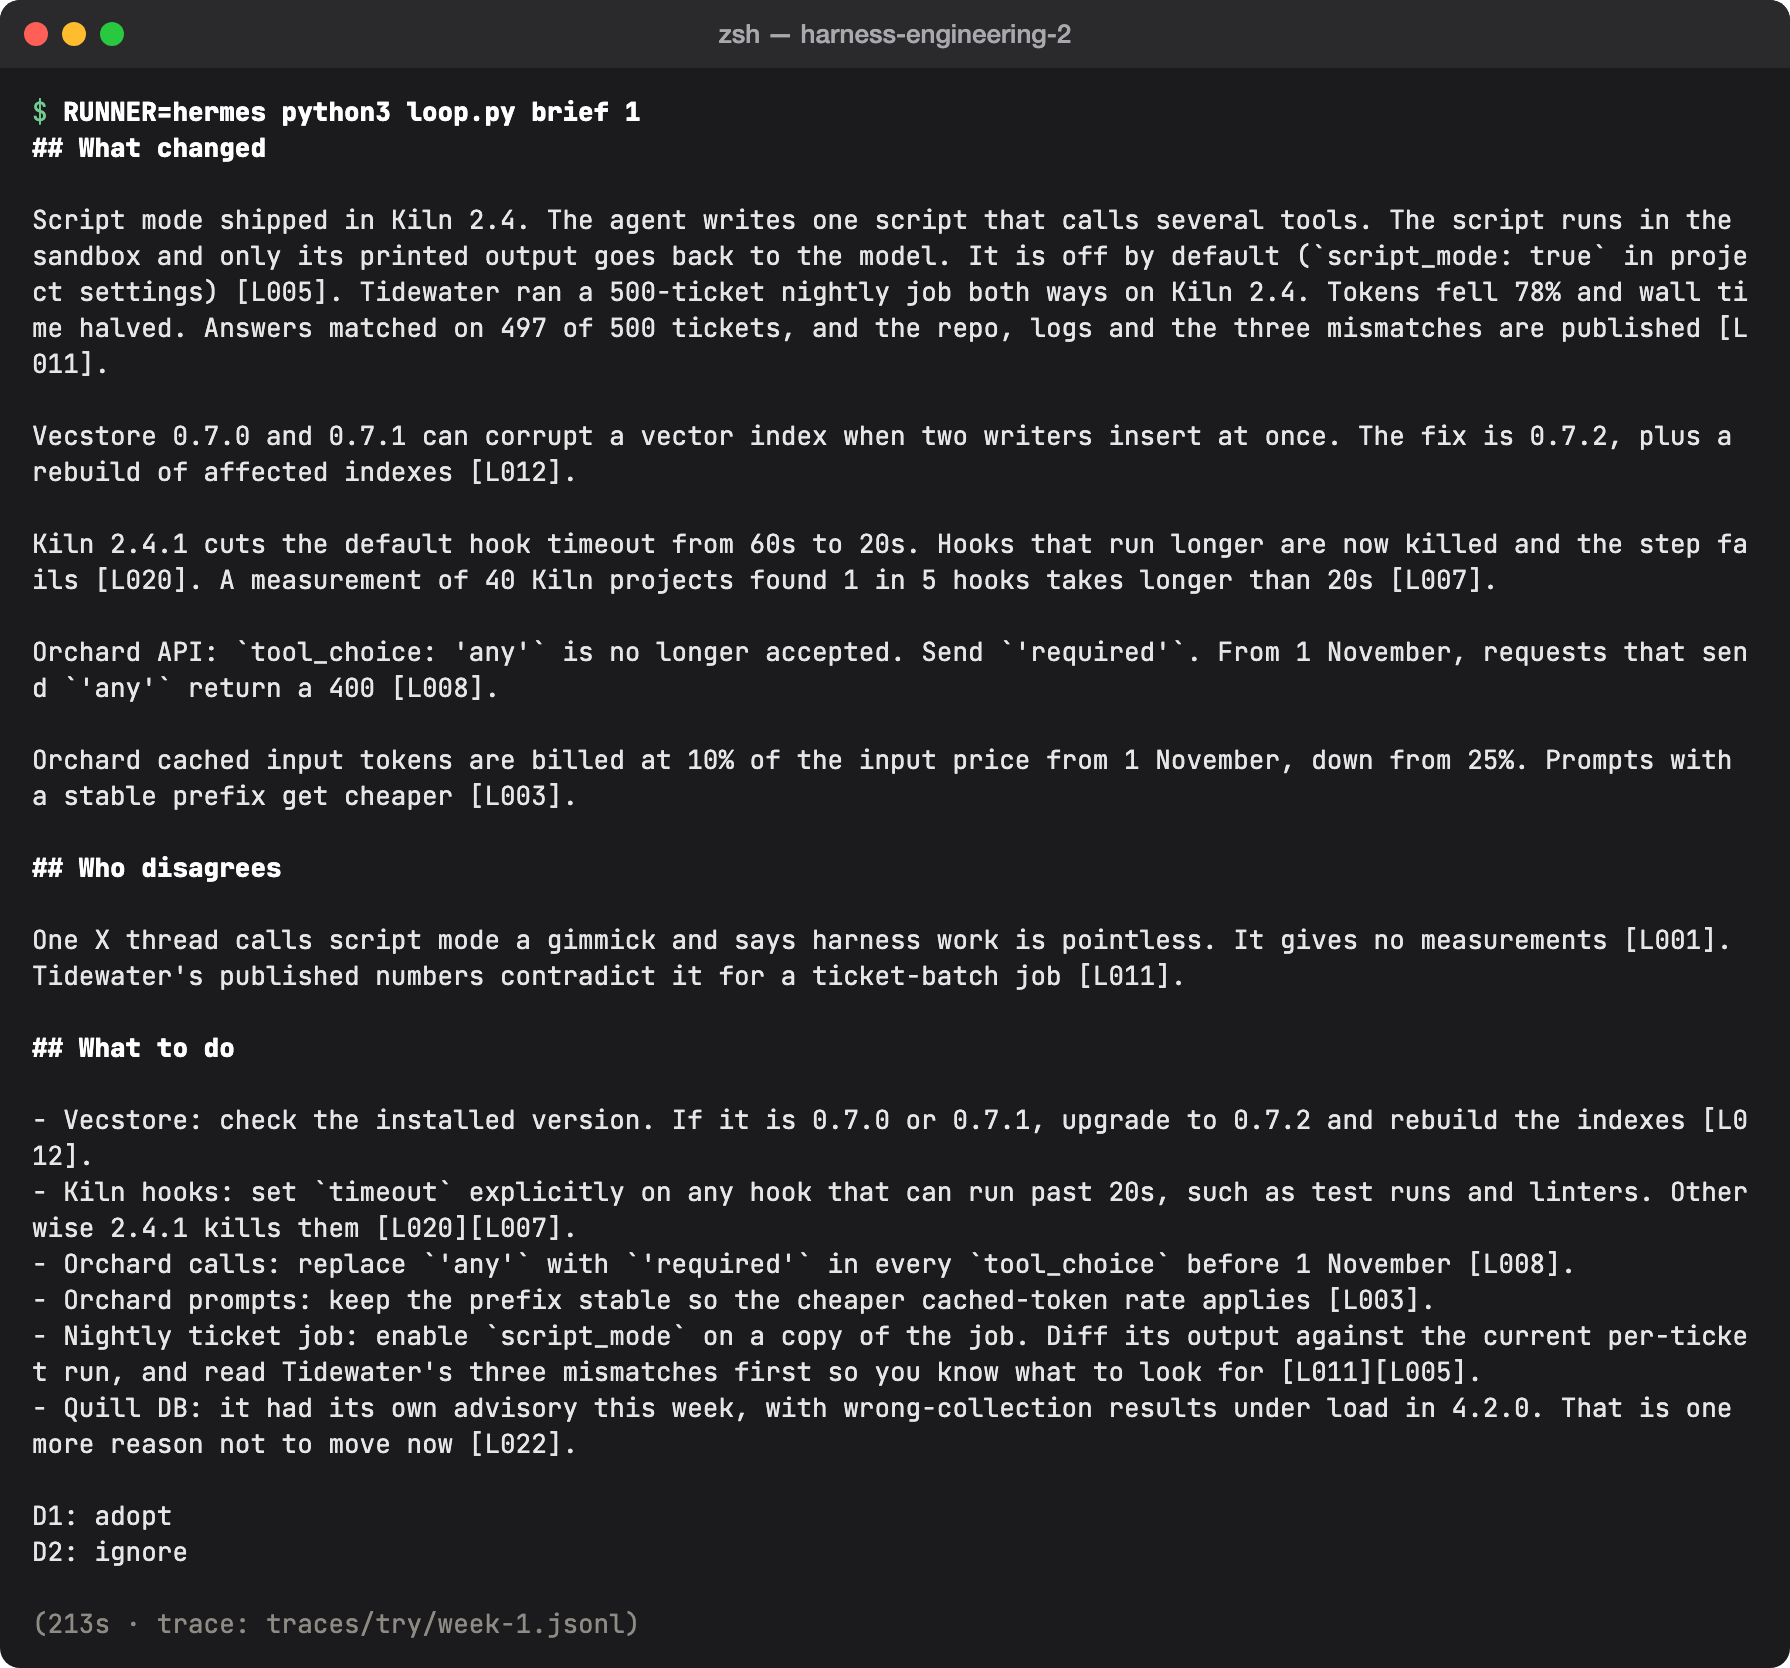 zsh — harness-engineering-2
$ RUNNER=hermes python3 loop.py brief 1
## What changed
Script mode shipped in Kiln 2.4. The agent writes one script that calls several tools. The script runs in the
sandbox and only its printed output goes back to the model. It is off by default (`script_mode: true` in proje
ct settings) [L005]. Tidewater ran a 500-ticket nightly job both ways on Kiln 2.4. Tokens fell 78% and wall ti
me halved. Answers matched on 497 of 500 tickets, and the repo, logs and the three mismatches are published [L
011].
Vecstore 0.7.0 and 0.7.1 can corrupt a vector index when two writers insert at once. The fix is 0.7.2, plus a
rebuild of affected indexes [L012].
Kiln 2.4.1 cuts the default hook timeout from 60s to 20s. Hooks that run longer are now killed and the step fa
ils [L020]. A measurement of 40 Kiln projects found 1 in 5 hooks takes longer than 20s [L007].
Orchard API: `tool_choice: 'any'` is no longer accepted. Send `'required'`. From 1 November, requests that sen
d `'any'` return a 400 [L008].
Orchard cached input tokens are billed at 10% of the input price from 1 November, down from 25%. Prompts with
a stable prefix get cheaper [L003].
## Who disagrees
One X thread calls script mode a gimmick and says harness work is pointless. It gives no measurements [L001].
Tidewater's published numbers contradict it for a ticket-batch job [L011].
## What to do
- Vecstore: check the installed version. If it is 0.7.0 or 0.7.1, upgrade to 0.7.2 and rebuild the indexes [L0
12].
- Kiln hooks: set `timeout` explicitly on any hook that can run past 20s, such as test runs and linters. Other
wise 2.4.1 kills them [L020][L007].
- Orchard calls: replace `'any'` with `'required'` in every `tool_choice` before 1 November [L008].
- Orchard prompts: keep the prefix stable so the cheaper cached-token rate applies [L003].
- Nightly ticket job: enable `script_mode` on a copy of the job. Diff its output against the current per-ticke
t run, and read Tidewater's three mismatches first so you know what to look for [L011][L005].
- Quill DB: it had its own advisory this week, with wrong-collection results under load in 4.2.0. That is one
more reason not to move now [L022].
D1: adopt
D2: ignore
(213s · trace: traces/try/week-1.jsonl)